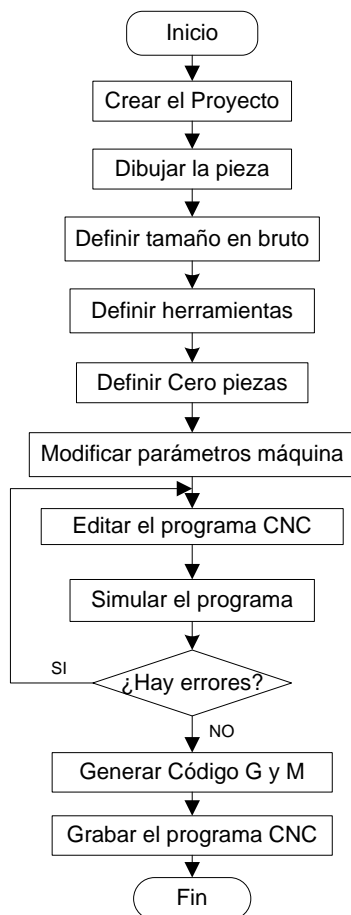 Inicio
Crear el Proyecto
Dibujar la pieza
Definir tamaño en bruto
Definir herramientas
Definir Cero piezas
Modificar parámetros máquina
Editar el programa CNC
Simular el programa
SI
¿Hay errores?
NO
Generar Código G y M
Grabar el programa CNC
Fin